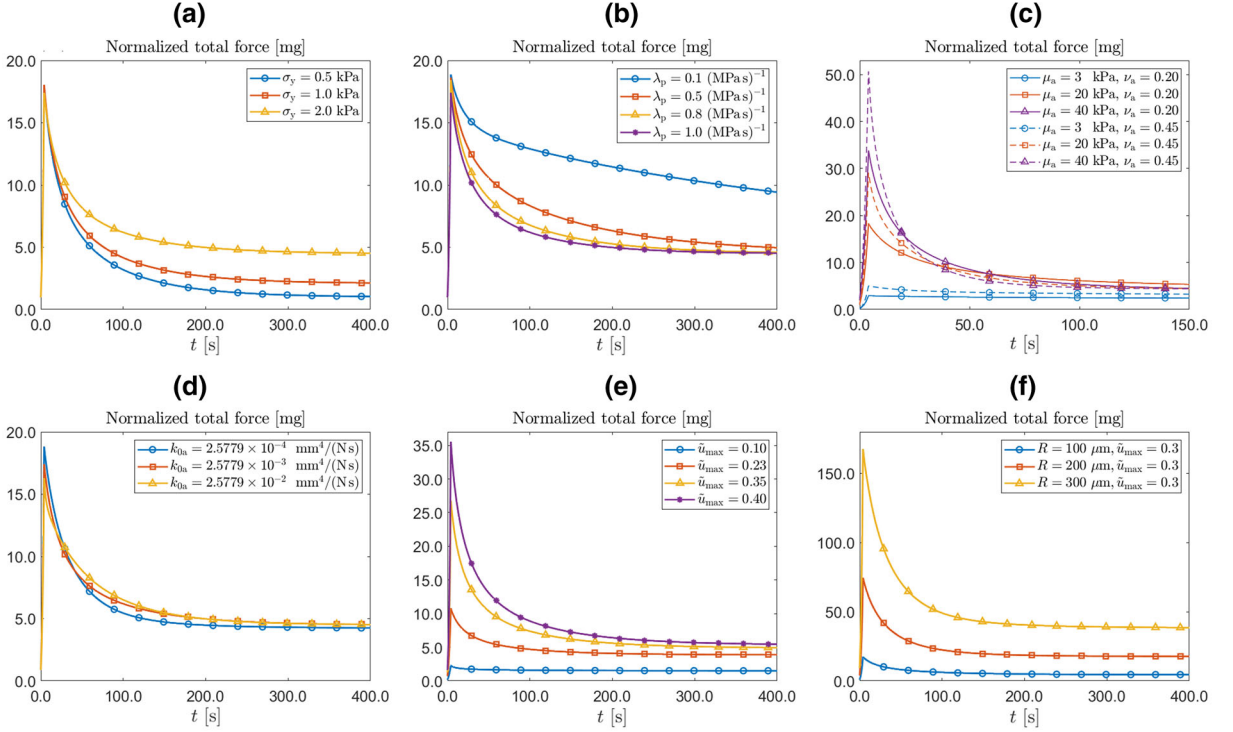 (a)
Normalized total force [mg]
20.0
15.0
10.0
5.0
0.0
0.0 100.0 200.0 300.0 400.0
t [s]
σy = 0.5 kPa
σy = 1.0 kPa
σy = 2.0 kPa
(b)
Normalized total force [mg]
20.0
15.0
10.0
5.0
0.0
0.0 100.0 200.0 300.0 400.0
t [s]
λp = 0.1 (MPa s)⁻¹
λp = 0.5 (MPa s)⁻¹
λp = 0.8 (MPa s)⁻¹
λp = 1.0 (MPa s)⁻¹
(c)
Normalized total force [mg]
50.0
40.0
30.0
20.0
10.0
0.0
0.0 50.0 100.0 150.0
t [s]
μa = 3 kPa, νa = 0.20
μa = 20 kPa, νa = 0.20
μa = 40 kPa, νa = 0.20
μa = 3 kPa, νa = 0.45
μa = 20 kPa, νa = 0.45
μa = 40 kPa, νa = 0.45
(d)
Normalized total force [mg]
20.0
15.0
10.0
5.0
0.0
0.0 100.0 200.0 300.0 400.0
t [s]
k0a = 2.5779 × 10⁻⁴ mm⁴/(N s)
k0a = 2.5779 × 10⁻³ mm⁴/(N s)
k0a = 2.5779 × 10⁻² mm⁴/(N s)
(e)
Normalized total force [mg]
35.0
30.0
25.0
20.0
15.0
10.0
5.0
0.0
0.0 100.0 200.0 300.0 400.0
t [s]
ũmax = 0.10
ũmax = 0.23
ũmax = 0.35
ũmax = 0.40
(f)
Normalized total force [mg]
150.0
100.0
50.0
0.0
0.0 100.0 200.0 300.0 400.0
t [s]
R = 100 μm, ũmax = 0.3
R = 200 μm, ũmax = 0.3
R = 300 μm, ũmax = 0.3